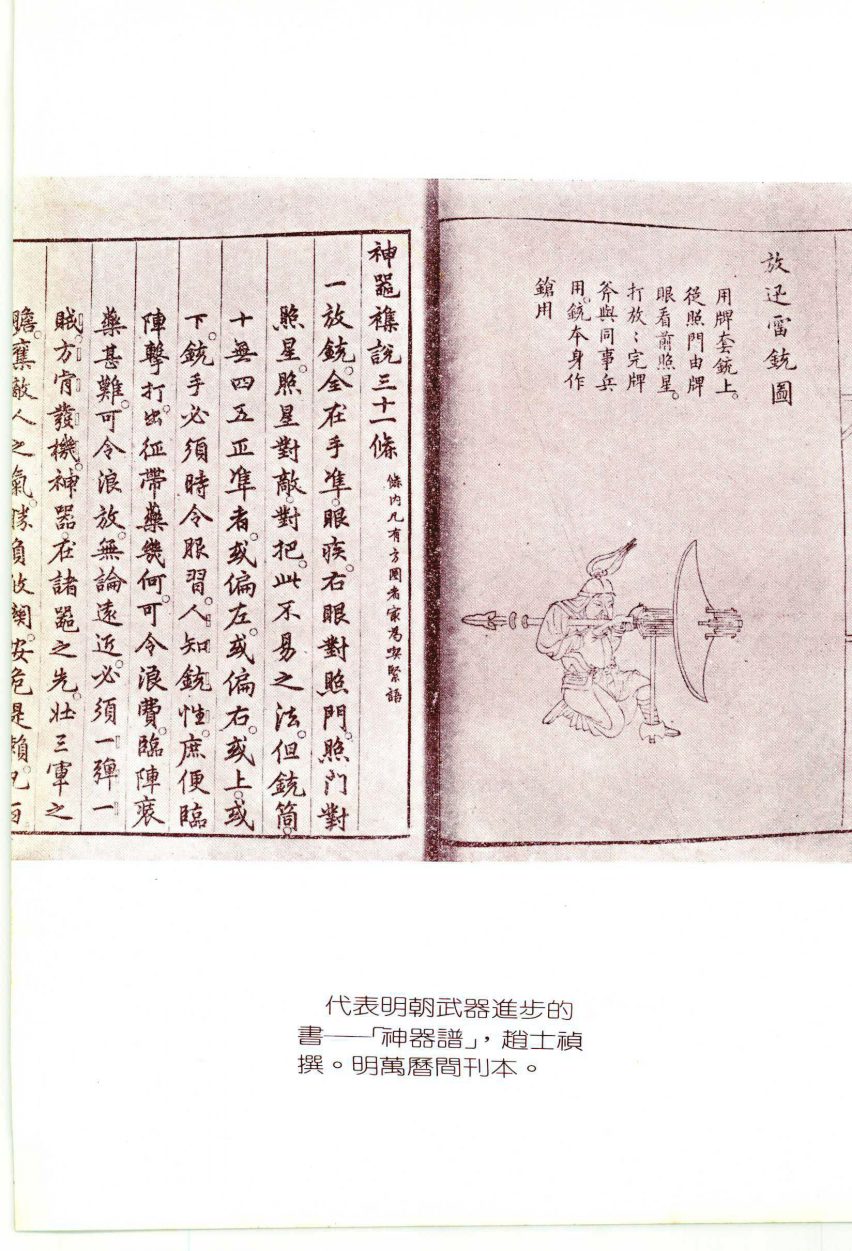 放迅雷銃圖
用牌套銃上。
從照門由牌
眼看前照星。
打放；完牌
斧與同事兵
用。銃本身作
鎗用
神器襍說三十一條
條内凡有方圈者家為喫緊語
一放銃。全在手準。眼疾。右眼對照門。照门對
照星。照星對敵。對把。此不易之法。但銃筒。
十無四五正準者。或偏左。或偏右。或上。或
下。銃手必須時令服習。人知銃性。庶便臨
陣擊打。出征帶藥幾何。可令浪費。臨陣裝
藥甚難。可令浪放。無論遠近。必須一彈一
賊。方肯發機。神器。在諸器之先。壯三軍之
膽。奪敵人之氣。勝負攸關。安危是賴。凡百
代表明朝武器進步的
書——「神器譜」，趙士禎
撰。明萬曆間刊本。